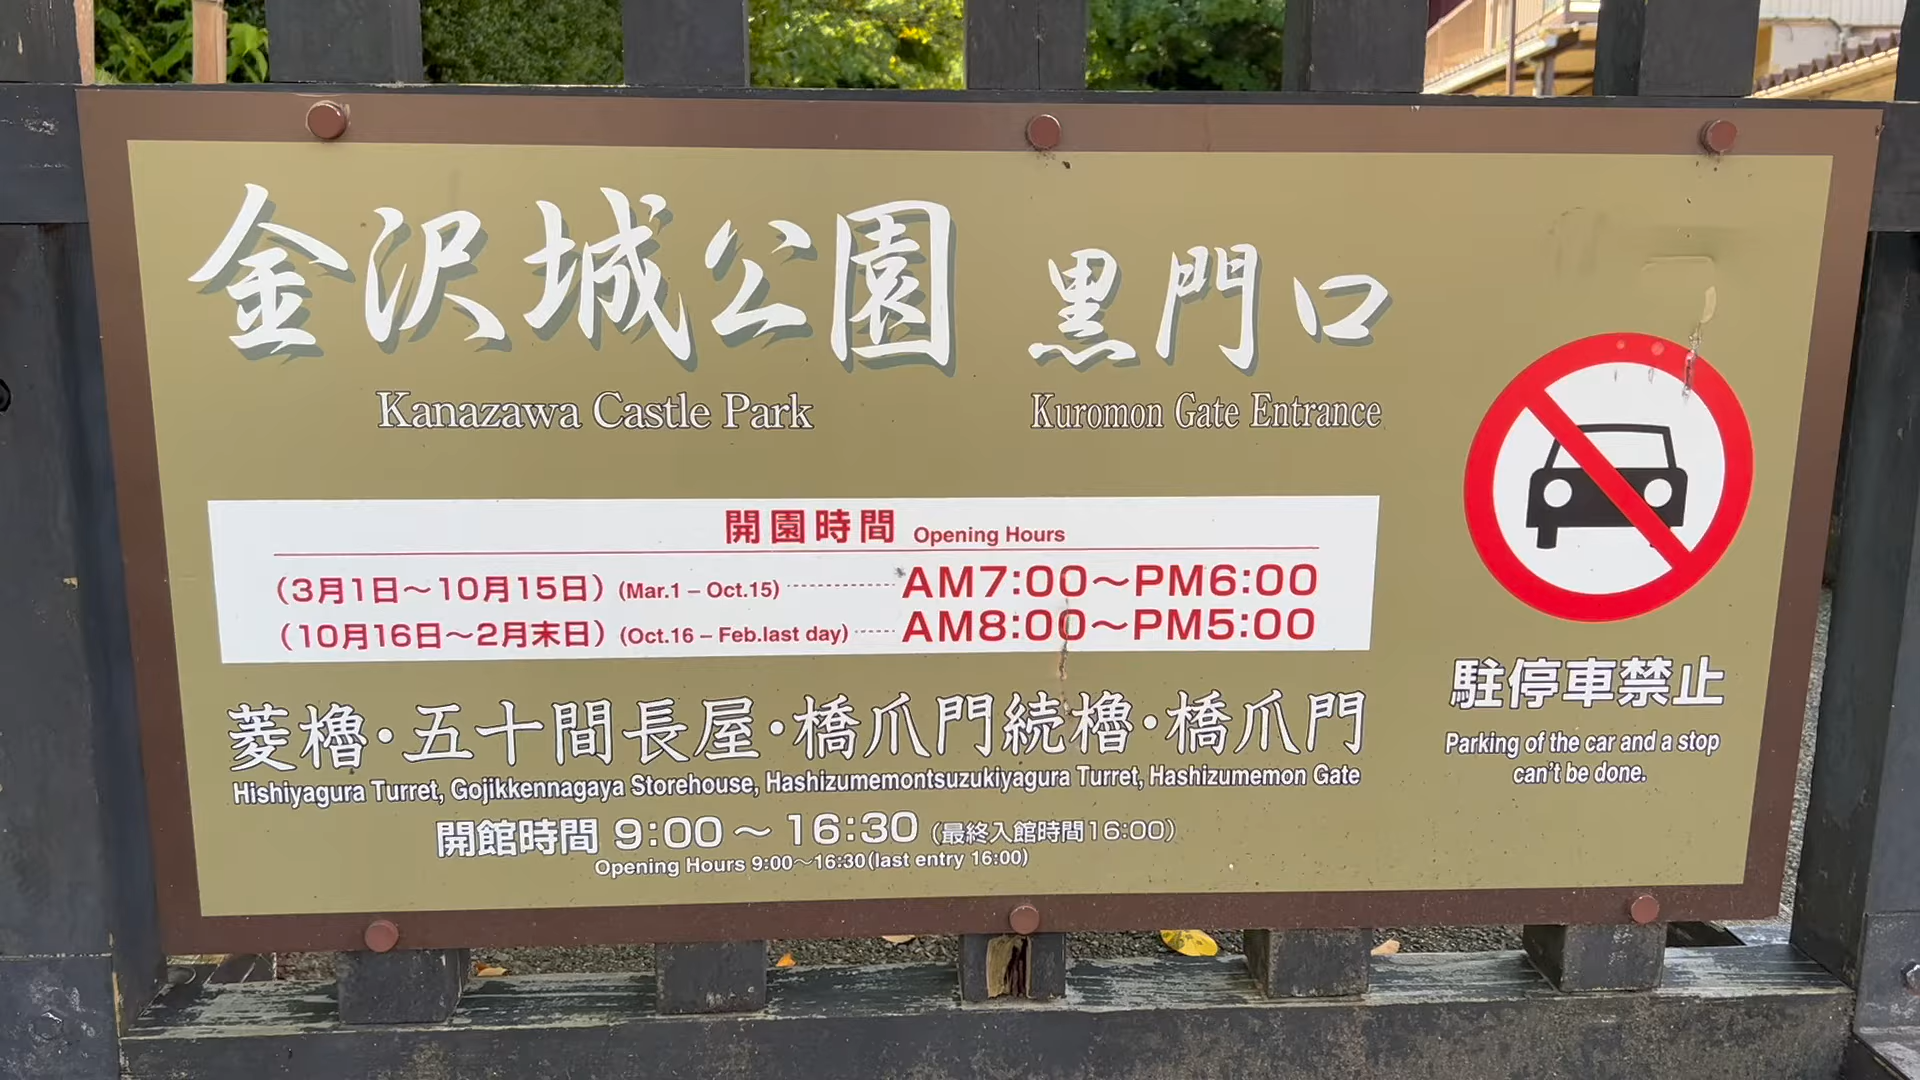 金沢城公園 黒門口
Kanazawa Castle Park Kuromon Gate Entrance
開園時間 Opening Hours
(3月1日～10月15日) (Mar.1 – Oct.15) ............ AM7:00～PM6:00
(10月16日～2月末日) (Oct.16 – Feb.last day) ...... AM8:00～PM5:00
菱櫓・五十間長屋・橋爪門続櫓・橋爪門
Hishiyagura Turret, Gojikkennagaya Storehouse, Hashizumemontsuzukiyagura Turret, Hashizumemon Gate
開館時間 9:00 ～ 16:30 (最終入館時間16:00)
Opening Hours 9:00～16:30(last entry 16:00)
駐停車禁止
Parking of the car and a stop
can't be done.